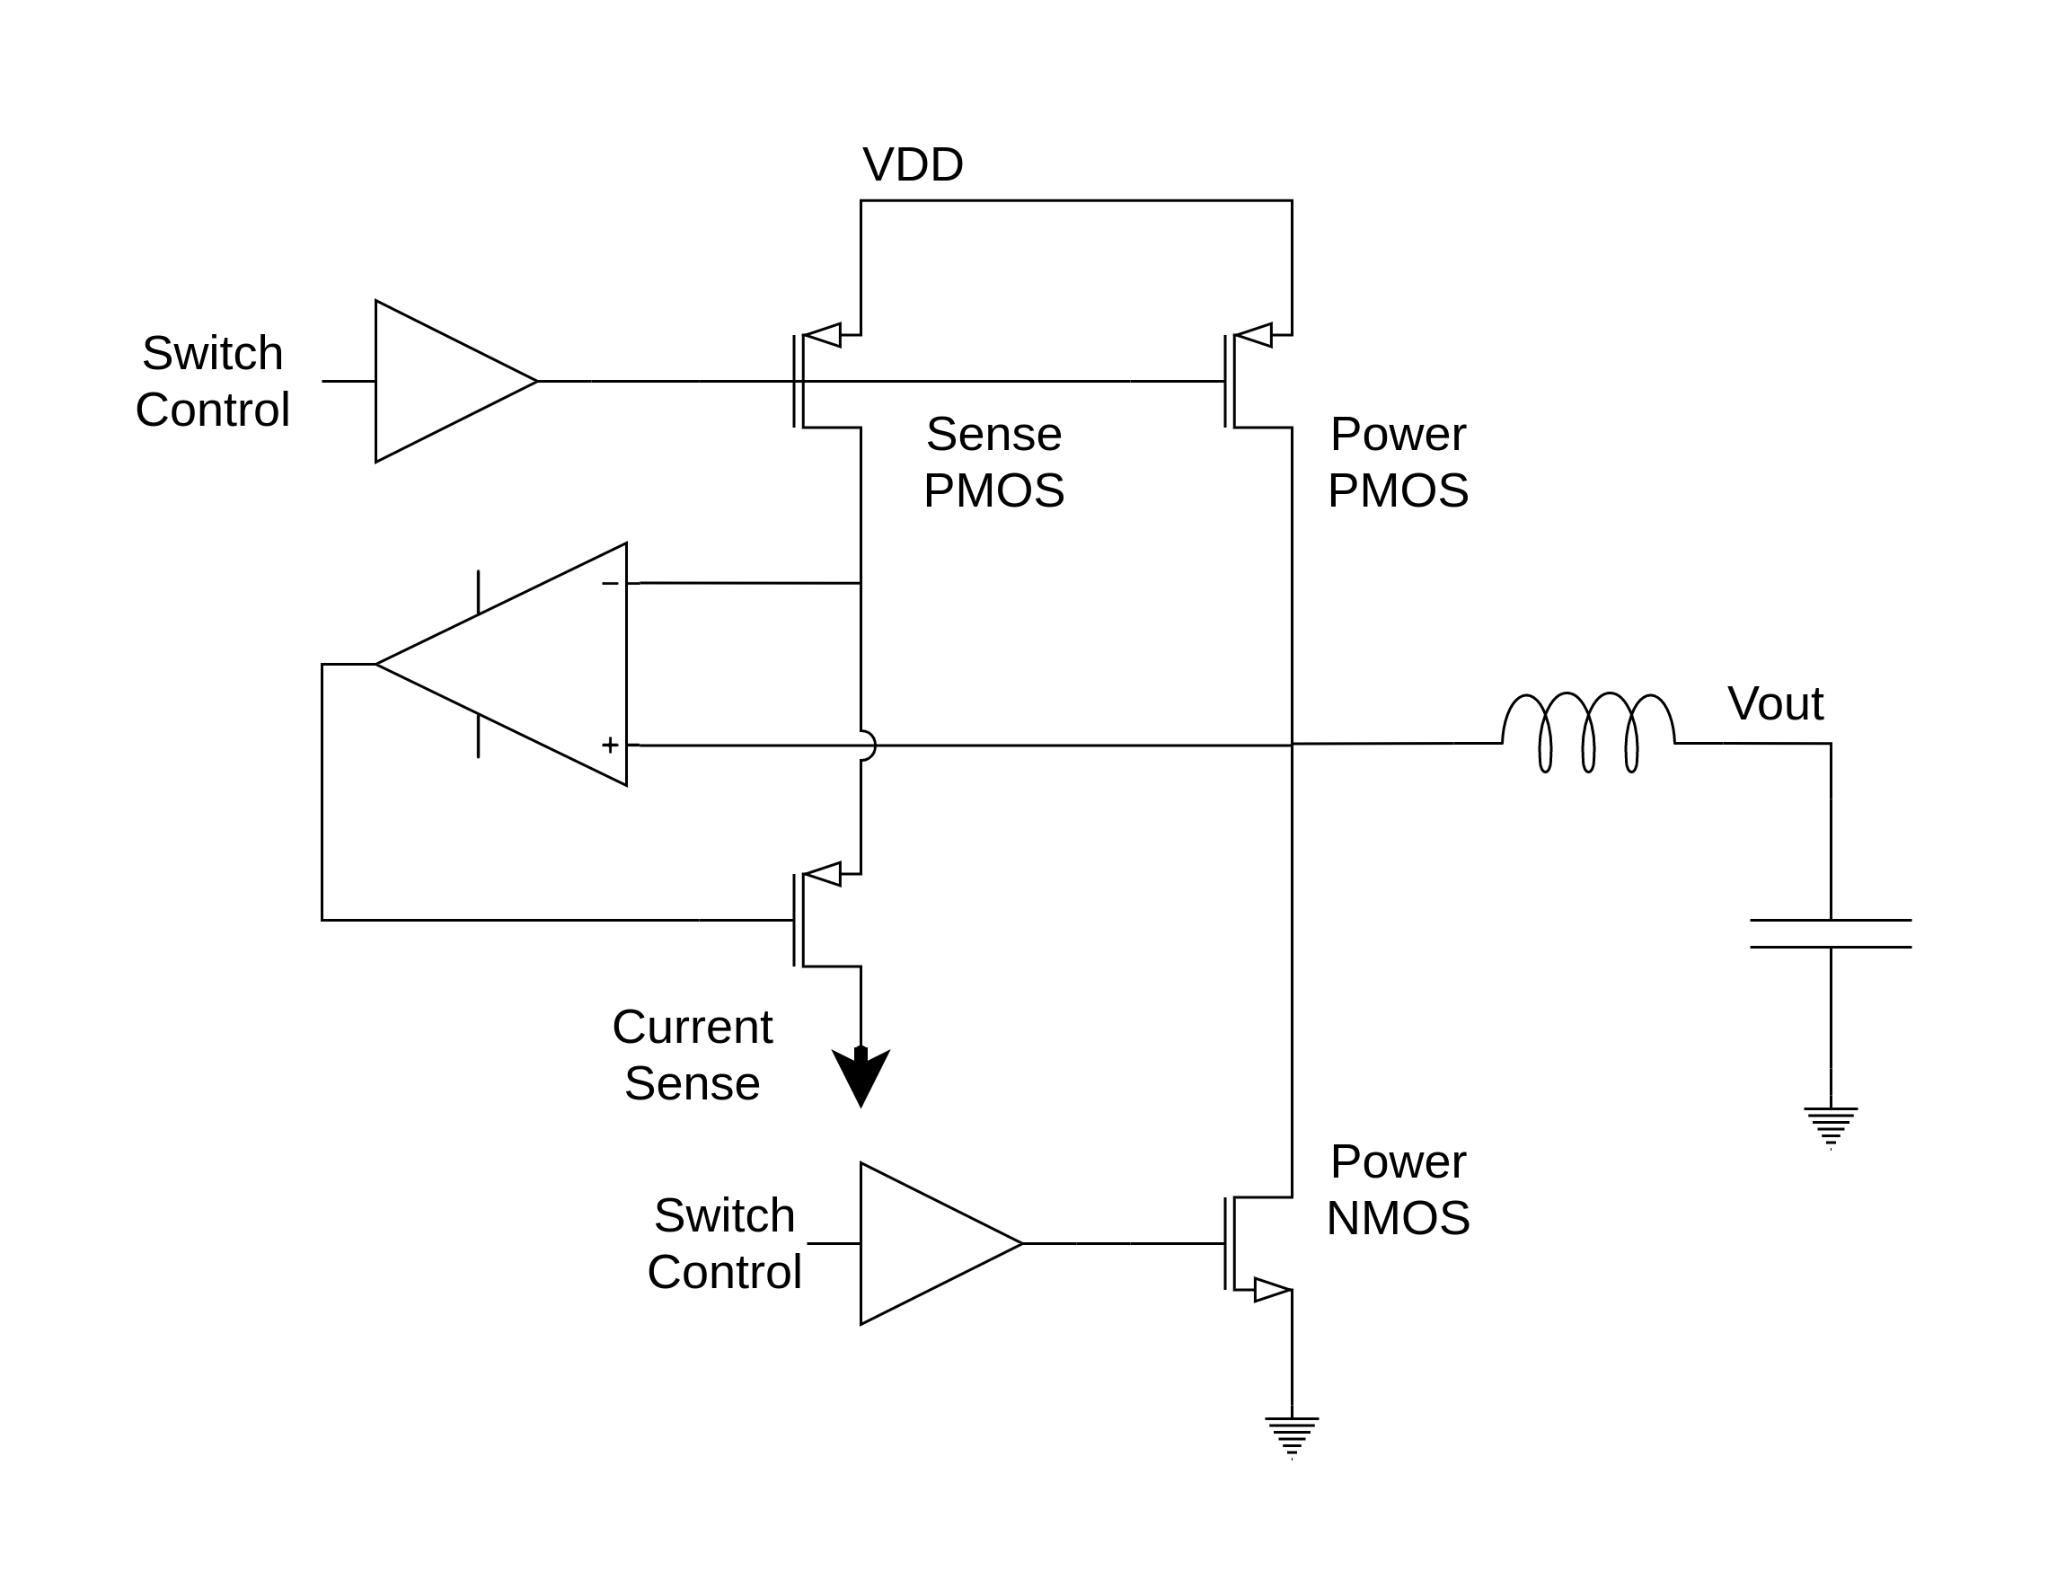 VDD
Switch
Control
Sense
PMOS
Power
PMOS
−
+
Vout
Current
Sense
Switch
Control
Power
NMOS